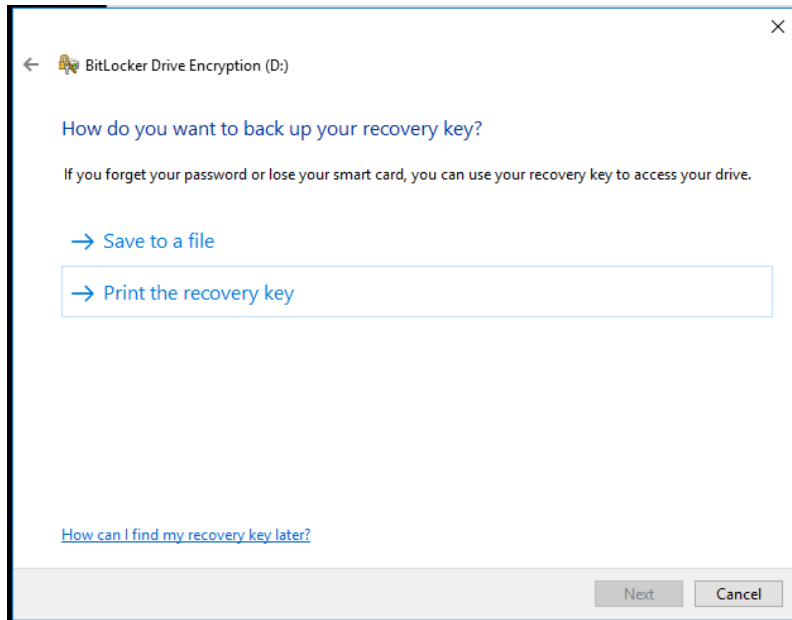 BitLocker Drive Encryption (D:)
How do you want to back up your recovery key?
If you forget your password or lose your smart card, you can use your recovery key to access your drive.
Save to a file
Print the recovery key
How can I find my recovery key later?
Next
Cancel